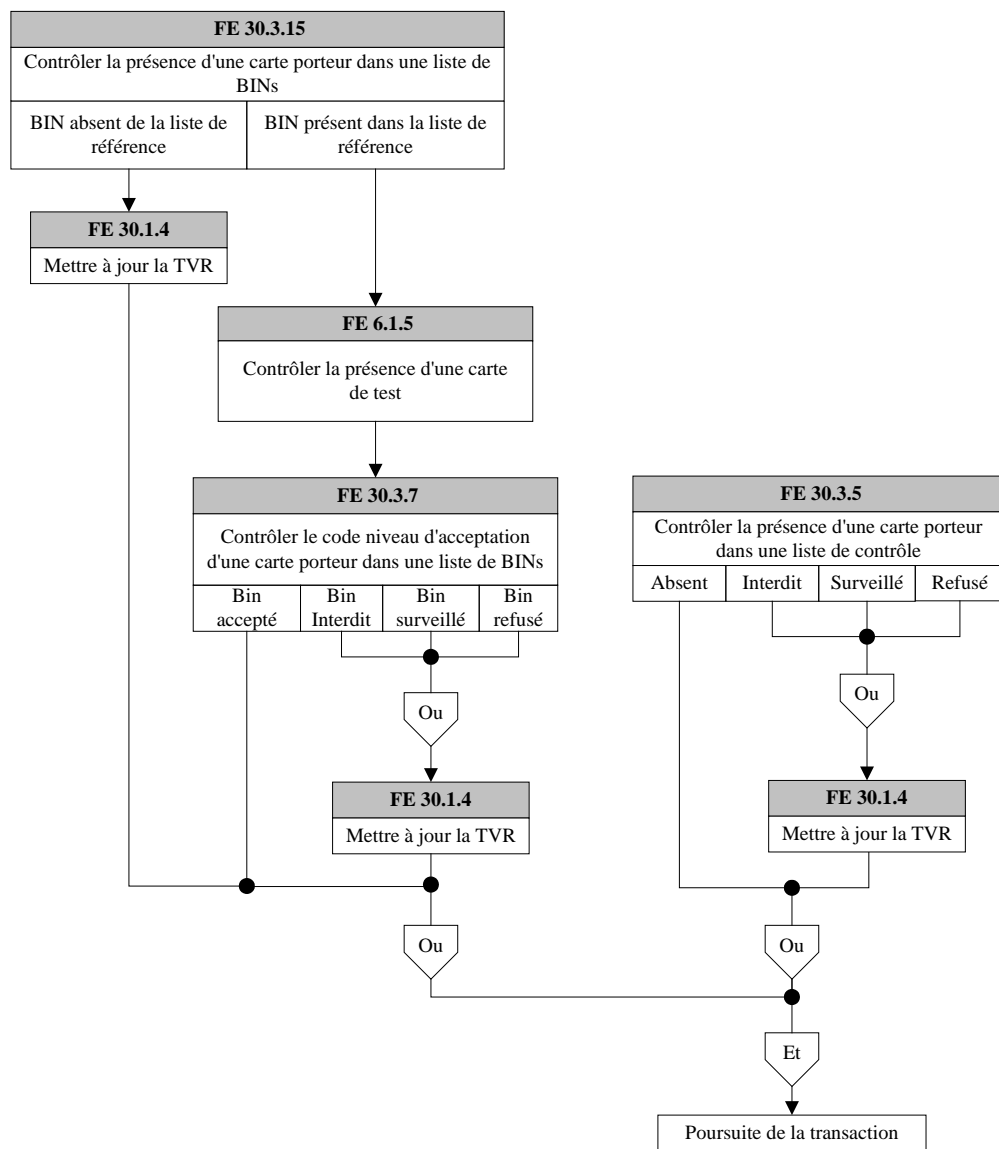 FE 30.3.15
Contrôler la présence d'une carte porteur dans une liste de
BINs
BIN absent de la liste de
référence
BIN présent dans la liste de
référence
FE 30.1.4
Mettre à jour la TVR
FE 6.1.5
Contrôler la présence d'une carte
de test
FE 30.3.7
Contrôler le code niveau d'acceptation
d'une carte porteur dans une liste de BINs
Bin
accepté
Bin
Interdit
Bin
surveillé
Bin
refusé
FE 30.3.5
Contrôler la présence d'une carte porteur
dans une liste de contrôle
Absent
Interdit
Surveillé
Refusé
Ou
Ou
FE 30.1.4
Mettre à jour la TVR
FE 30.1.4
Mettre à jour la TVR
Ou
Ou
Et
Poursuite de la transaction